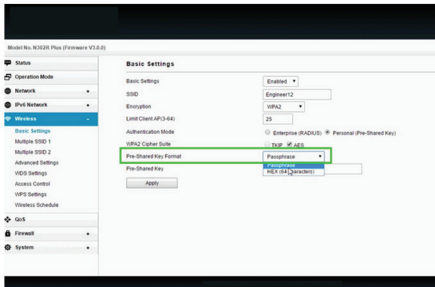 Model No. N302R Plus (Firmware V3.0.0)
Status
Operation Mode
Network
IPv6 Network
Wireless
Basic Settings
Multiple SSID 1
Multiple SSID 2
Advanced Settings
WDS Settings
Access Control
WPS Settings
Wireless Schedule
QoS
Firewall
System
Basic Settings
Basic Settings Enabled
SSID Engineer12
Encryption WPA2
Limit Client AP(3-64) 25
Authentication Mode Enterprise (RADIUS) Personal (Pre-Shared Key)
WPA2 Cipher Suite TKIP AES
Pre-Shared Key Format Passphrase
Passphrase
HEX (64 Characters)
Pre-Shared Key
Apply